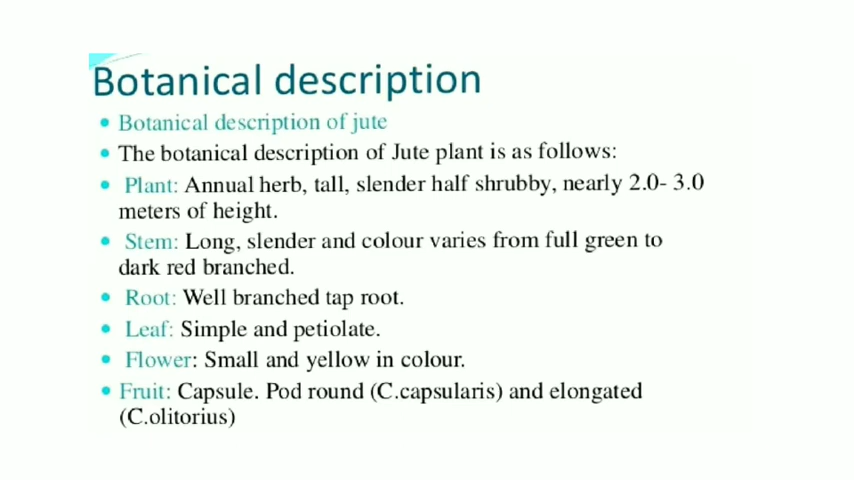 Botanical description
• Botanical description of jute
• The botanical description of Jute plant is as follows:
• Plant: Annual herb, tall, slender half shrubby, nearly 2.0- 3.0
meters of height.
• Stem: Long, slender and colour varies from full green to
dark red branched.
• Root: Well branched tap root.
• Leaf: Simple and petiolate.
• Flower: Small and yellow in colour.
• Fruit: Capsule. Pod round (C.capsularis) and elongated
(C.olitorius)